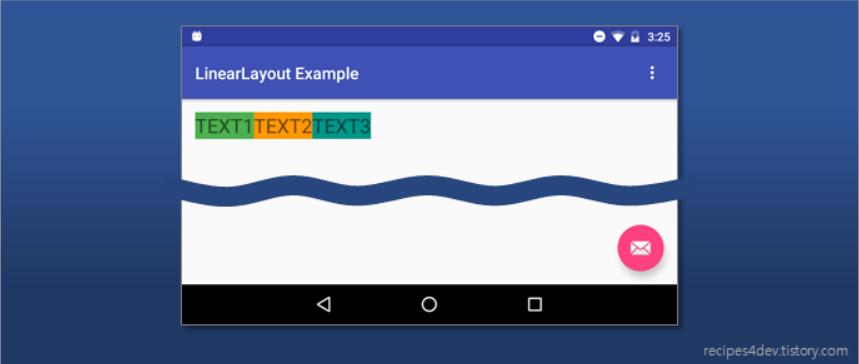 3:25
LinearLayout Example
TEXT1TEXT2TEXT3
recipes4dev.tistory.com